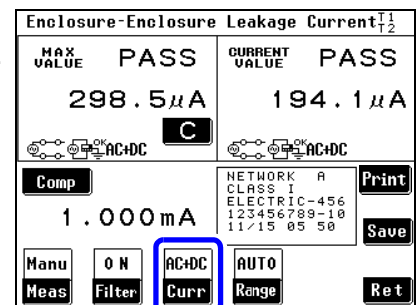 Enclosure-Enclosure Leakage Current T1 T2
MAX VALUE PASS
298.5μA
C
OK AC+DC
CURRENT VALUE PASS
194.1μA
OK AC+DC
Comp
1.000mA
NETWORK A
CLASS I
ELECTRIC-456
123456789-10
11/15 05 50
Print
Save
Manu ON AC+DC AUTO
Meas Filter Curr Range Ret